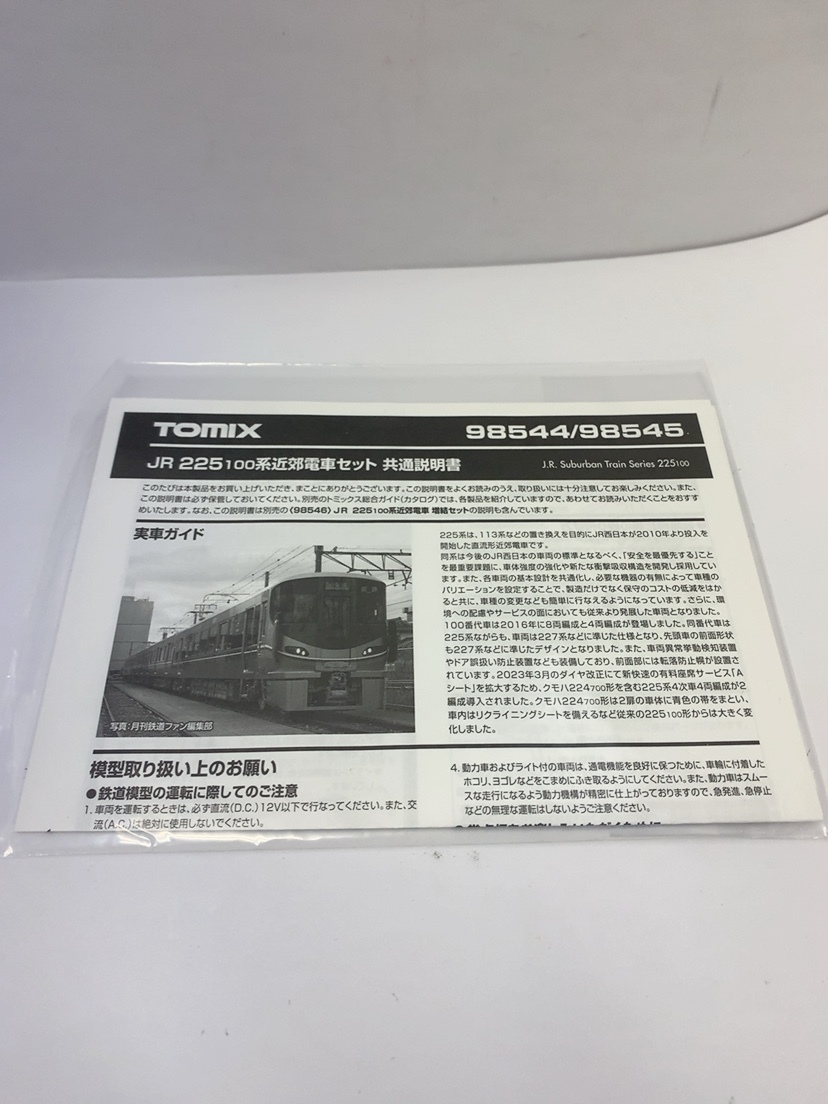 TOMIX
98544/98545
JR 225100系近郊電車セット 共通説明書
J.R. Suburban Train Series 225100
このたびは本製品をお買い上げいただき、まことにありがとうございます。この説明書をよくお読みのうえ、取り扱いには十分注意してお楽しみください。また、
この説明書は必ず保管しておいてください。別売のトミックス総合ガイド(カタログ)では、各製品を紹介していますので、あわせてお読みいただくことをおすす
めいたします。なお、この説明書は別売の〈98546〉JR 225100系近郊電車 増結セットの説明も含んでいます。
実車ガイド
写真:月刊鉄道ファン編集部
225系は、113系などの置き換えを目的にJR西日本が2010年より投入を
開始した直流形近郊電車です。
同系は今後のJR西日本の車両の標準となるべく、「安全を最優先する」こと
を最重要課題に、車体強度の強化や新たな衝撃吸収構造を開発し採用してい
ます。また、各車両の基本設計を共通化し、必要な機器の有無によって車種の
バリエーションを設定することで、製造だけでなく保守のコストの低減をはか
ると共に、車種の変更なども簡単に行なえるようになっています。さらに、環
境への配慮やサービスの面においても従来より発展した車両となりました。
100番代車は2016年に8両編成と4両編成が登場しました。同番代車は
225系ながらも、車両は227系などに準じた仕様となり、先頭車の前面形状
も227系などに準じたデザインとなりました。また、車両異常挙動検知装置
やドア誤扱い防止装置なども装備しており、前面部には転落防止幌が設置さ
れています。2023年3月のダイヤ改正にて新快速の有料座席サービス「A
シート」を拡大するため、クモハ224700形を含む225系4次車4両編成が2
編成導入されました。クモハ224700形は2扉の車体に青色の帯をまとい、
車内はリクライニングシートを備えるなど従来の225100形からは大きく変
化しました。
模型取り扱い上のお願い
●鉄道模型の運転に際してのご注意
1. 車両を運転するときは、必ず直流(D.C.)12V以下で行なってください。また、交
流(A.C.)は絶対に使用しないでください。
4. 動力車およびライト付の車両は、通電機能を良好に保つために、車輪に付着した
ホコリ、ヨゴレなどをこまめにふき取るようにしてください。また、動力車はスムー
スな走行になるよう動力機構が精密に仕上がっておりますので、急発進、急停止
などの無理な運転はしないようご注意ください。